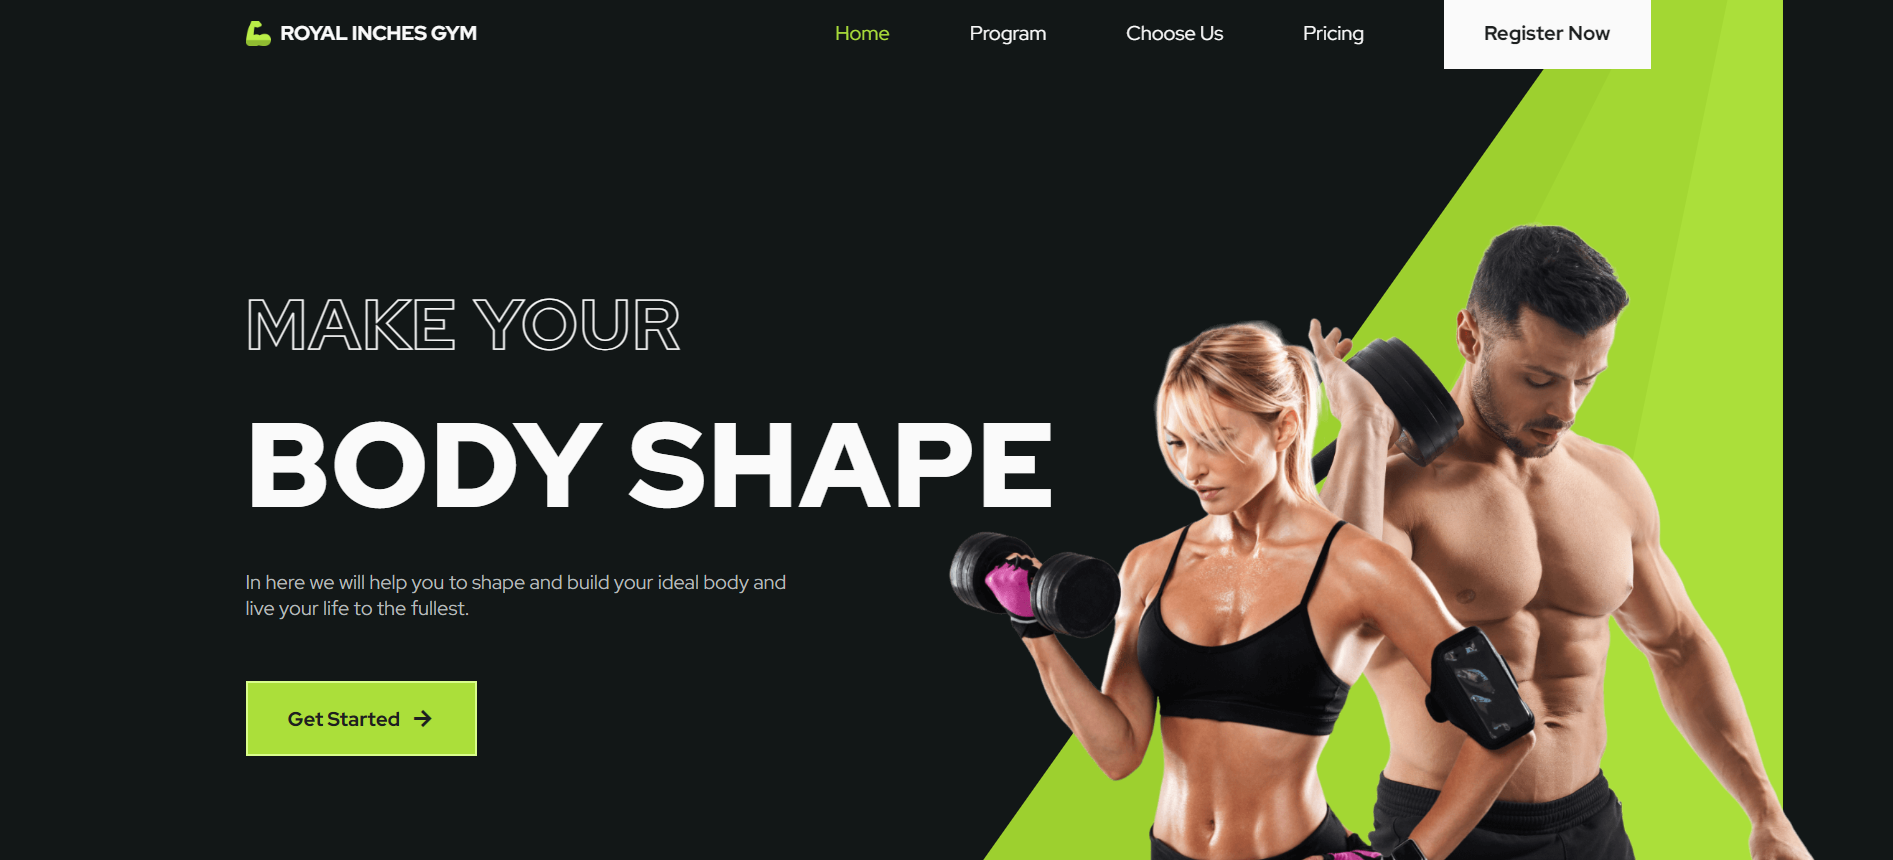 ROYAL INCHES GYM
Home
Program
Choose Us
Pricing
Register Now
MAKE YOUR
BODY SHAPE
In here we will help you to shape and build your ideal body and
live your life to the fullest.
Get Started